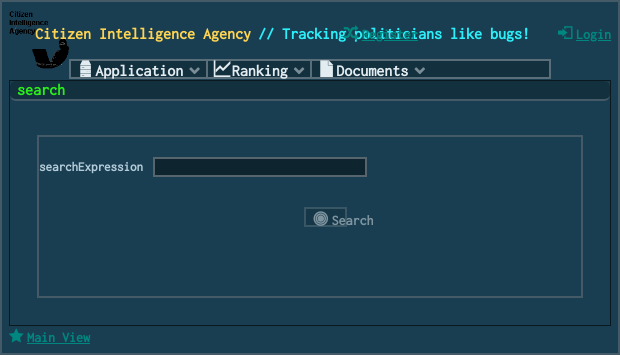 Citizen
Intelligence
Agency
Citizen Intelligence Agency // Tracking politicians like bugs!
Register
Login
Application
Ranking
Documents
search
searchExpression
Search
Main View